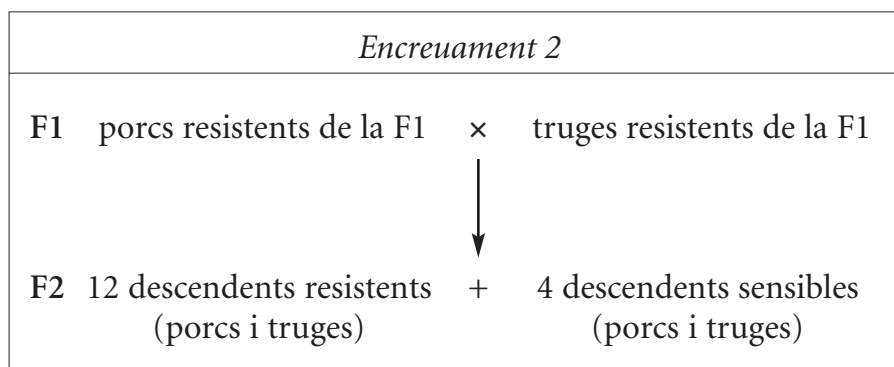 Encreuament 2
F1 porcs resistents de la F1 × truges resistents de la F1
F2 12 descendents resistents + 4 descendents sensibles
(porcs i truges) (porcs i truges)